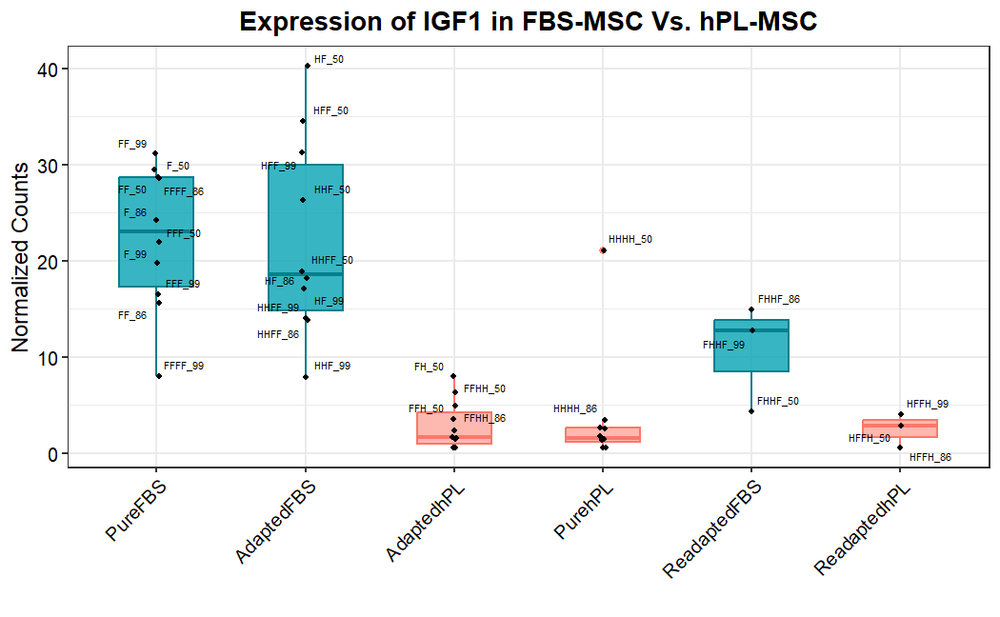 Expression of IGF1 in FBS-MSC Vs. hPL-MSC
Normalized Counts
40
30
20
10
0
FF_99
F_50
FF_50
FFFF_86
F_86
FFF_50
F_99
FFF_99
FF_86
FFFF_99
HF_50
HFF_50
HFF_99
HHF_50
HHFF_50
HF_86
HF_99
HHFF_99
HHFF_86
HHF_99
FH_50
FFHH_50
FFH_50
FFHH_86
HHHH_50
HHHH_86
FHHF_86
FHHF_99
FHHF_50
HFFH_99
HFFH_50
HFFH_86
PureFBS
AdaptedFBS
AdaptedhPL
PurehPL
ReadaptedFBS
ReadaptedhPL